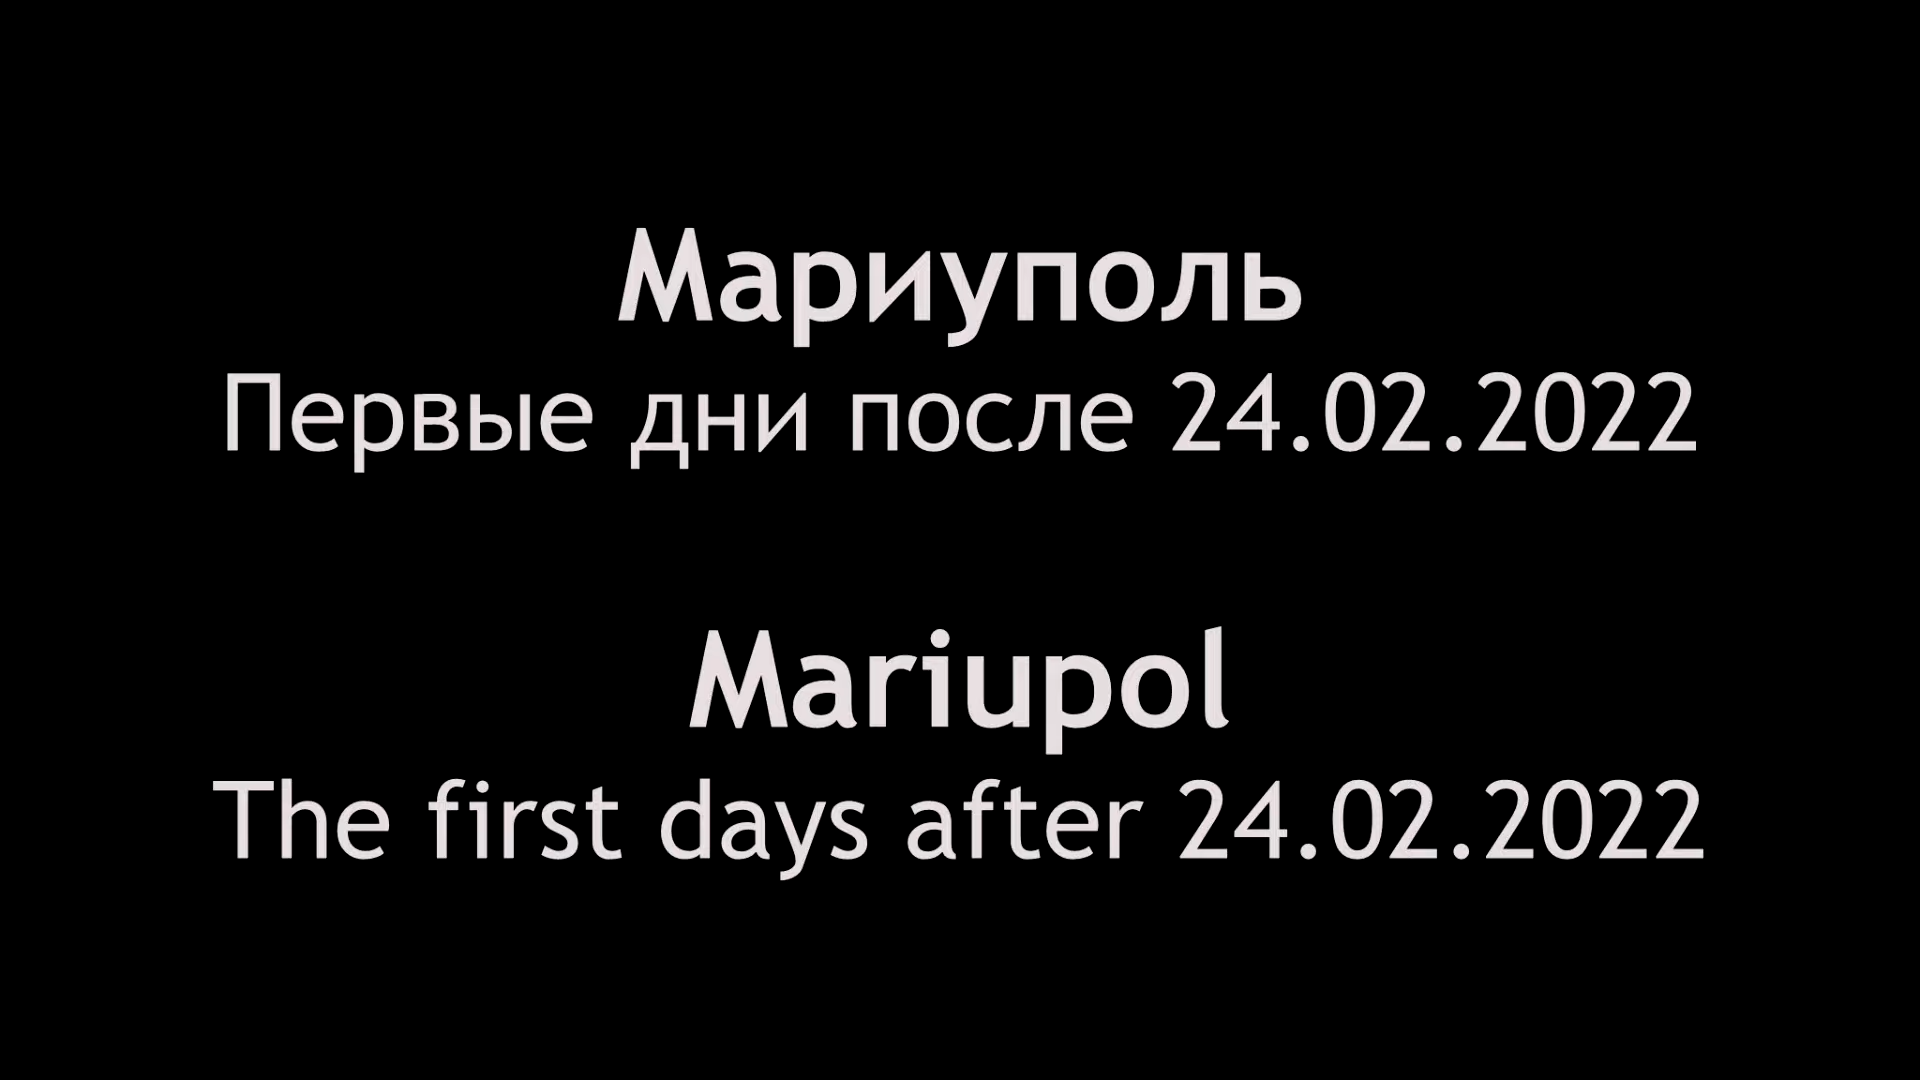 Мариуполь
Первые дни после 24.02.2022
Mariupol
The first days after 24.02.2022